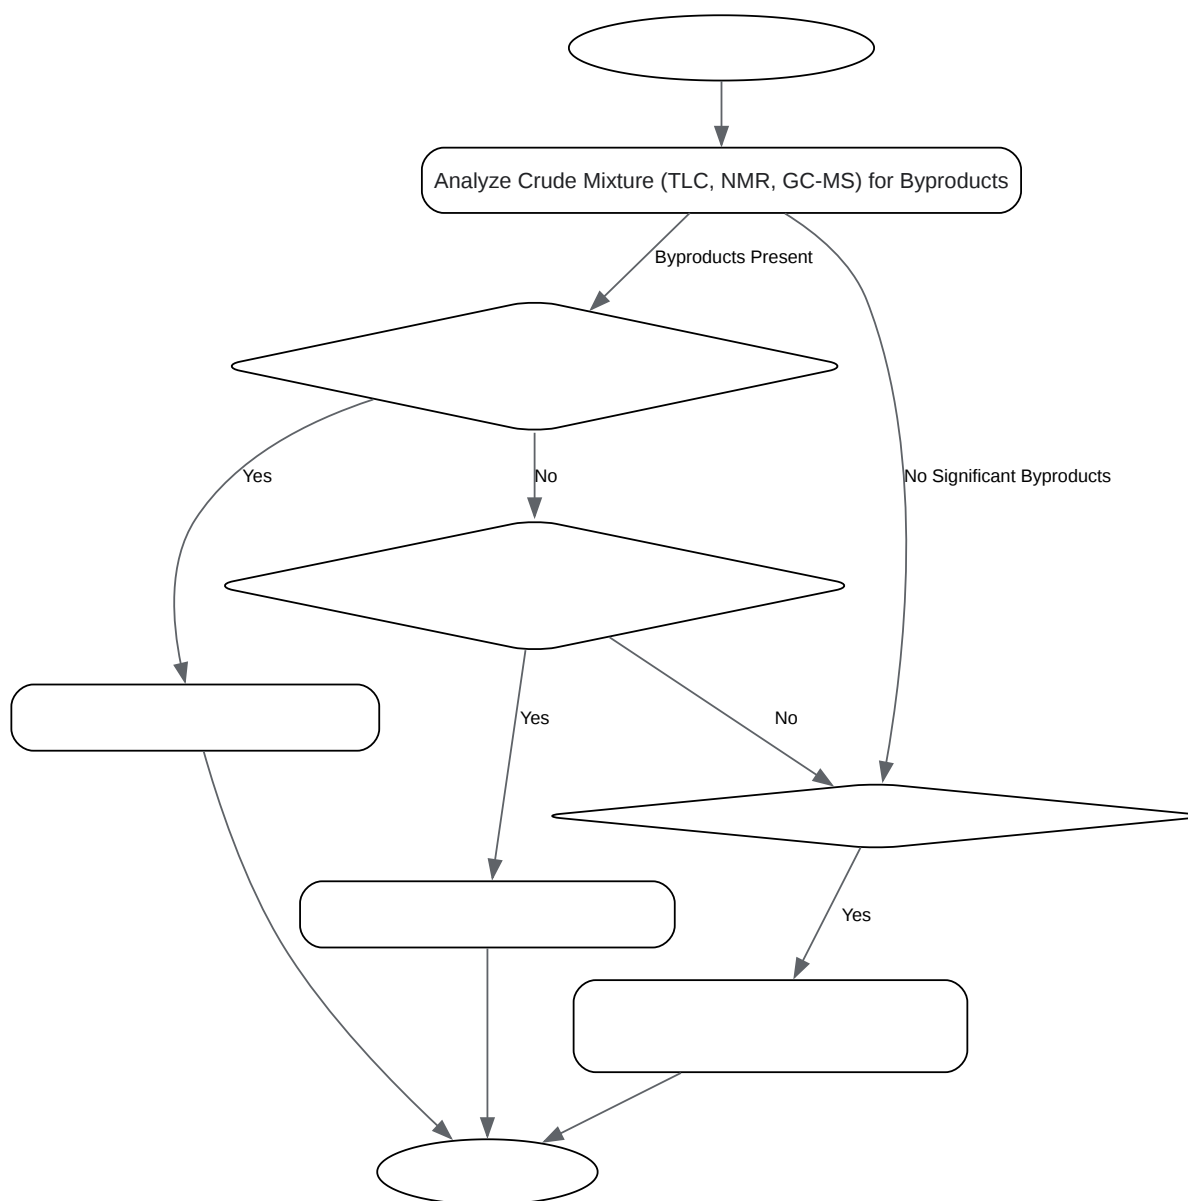 Analyze Crude Mixture (TLC, NMR, GC-MS) for Byproducts
Byproducts Present
Yes
No
No Significant Byproducts
Yes
No
Yes